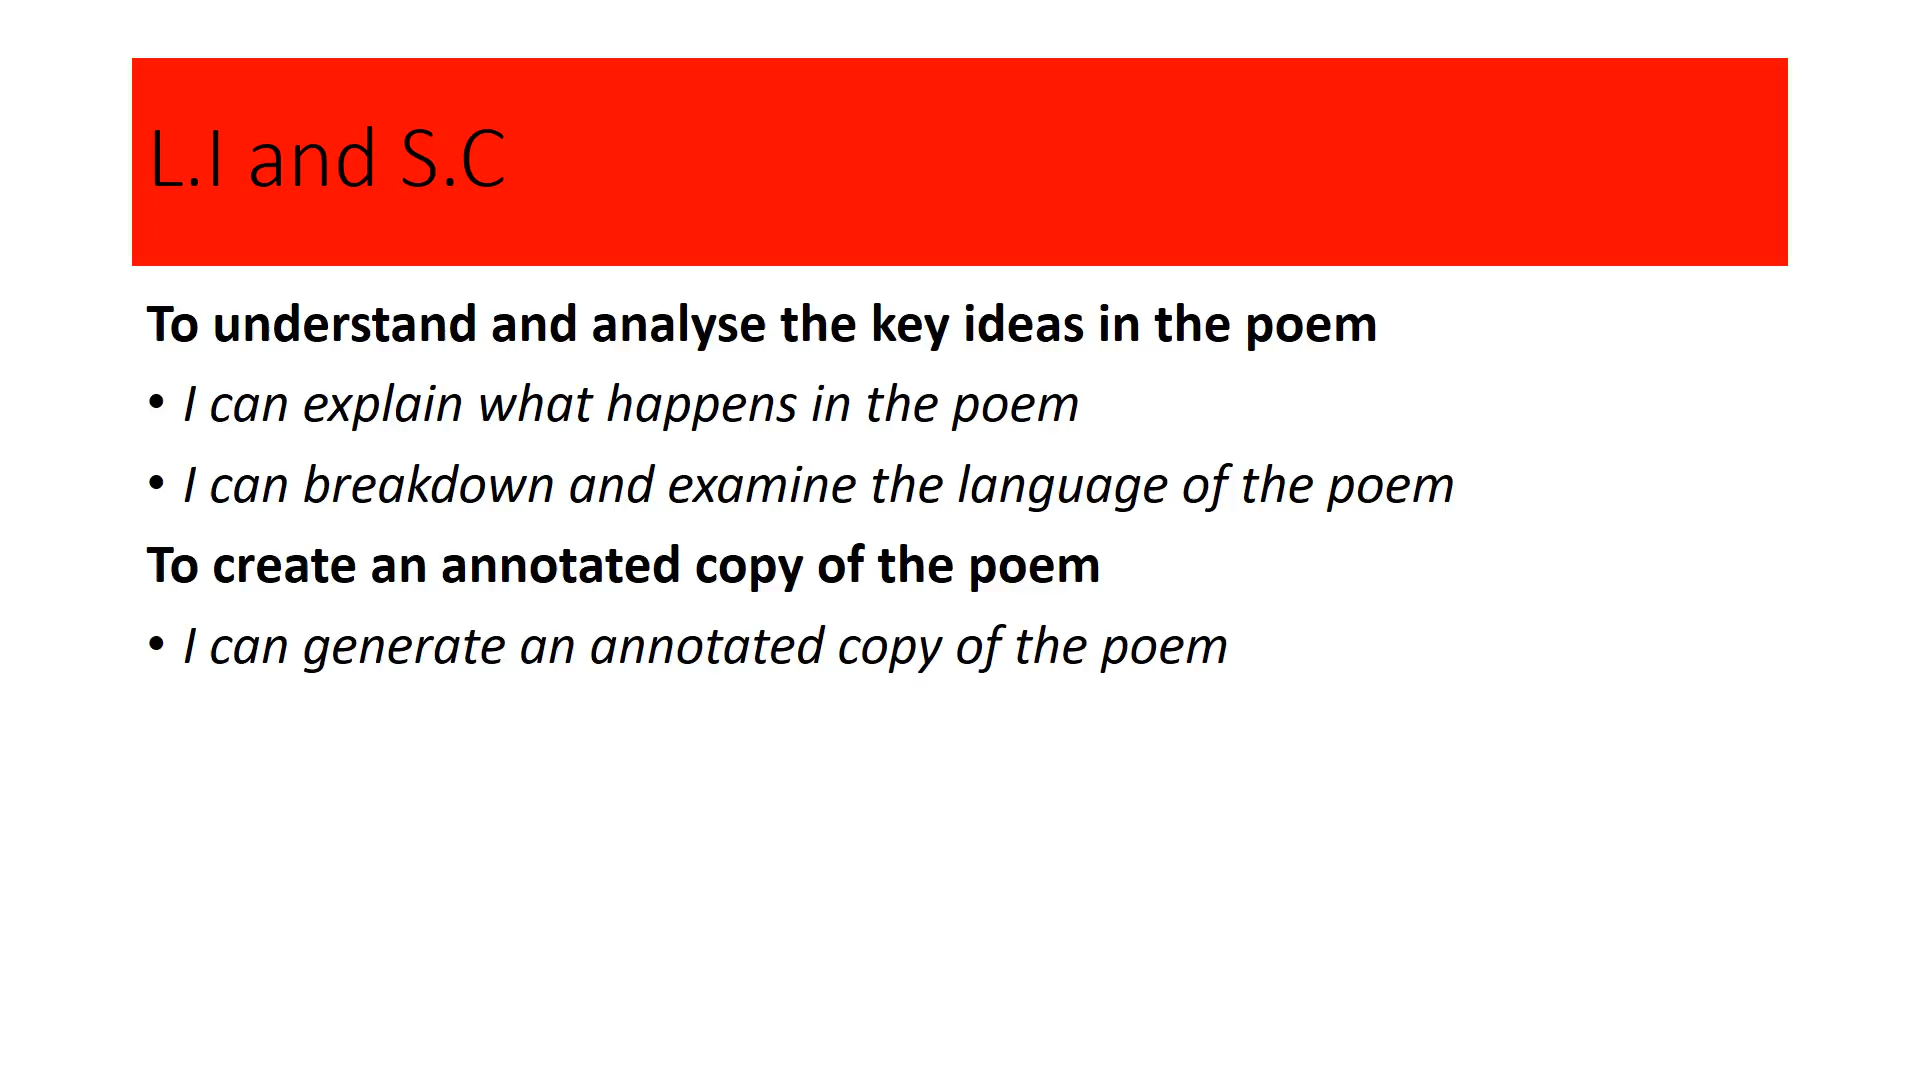 L.I and S.C
To understand and analyse the key ideas in the poem
• I can explain what happens in the poem
• I can breakdown and examine the language of the poem
To create an annotated copy of the poem
• I can generate an annotated copy of the poem